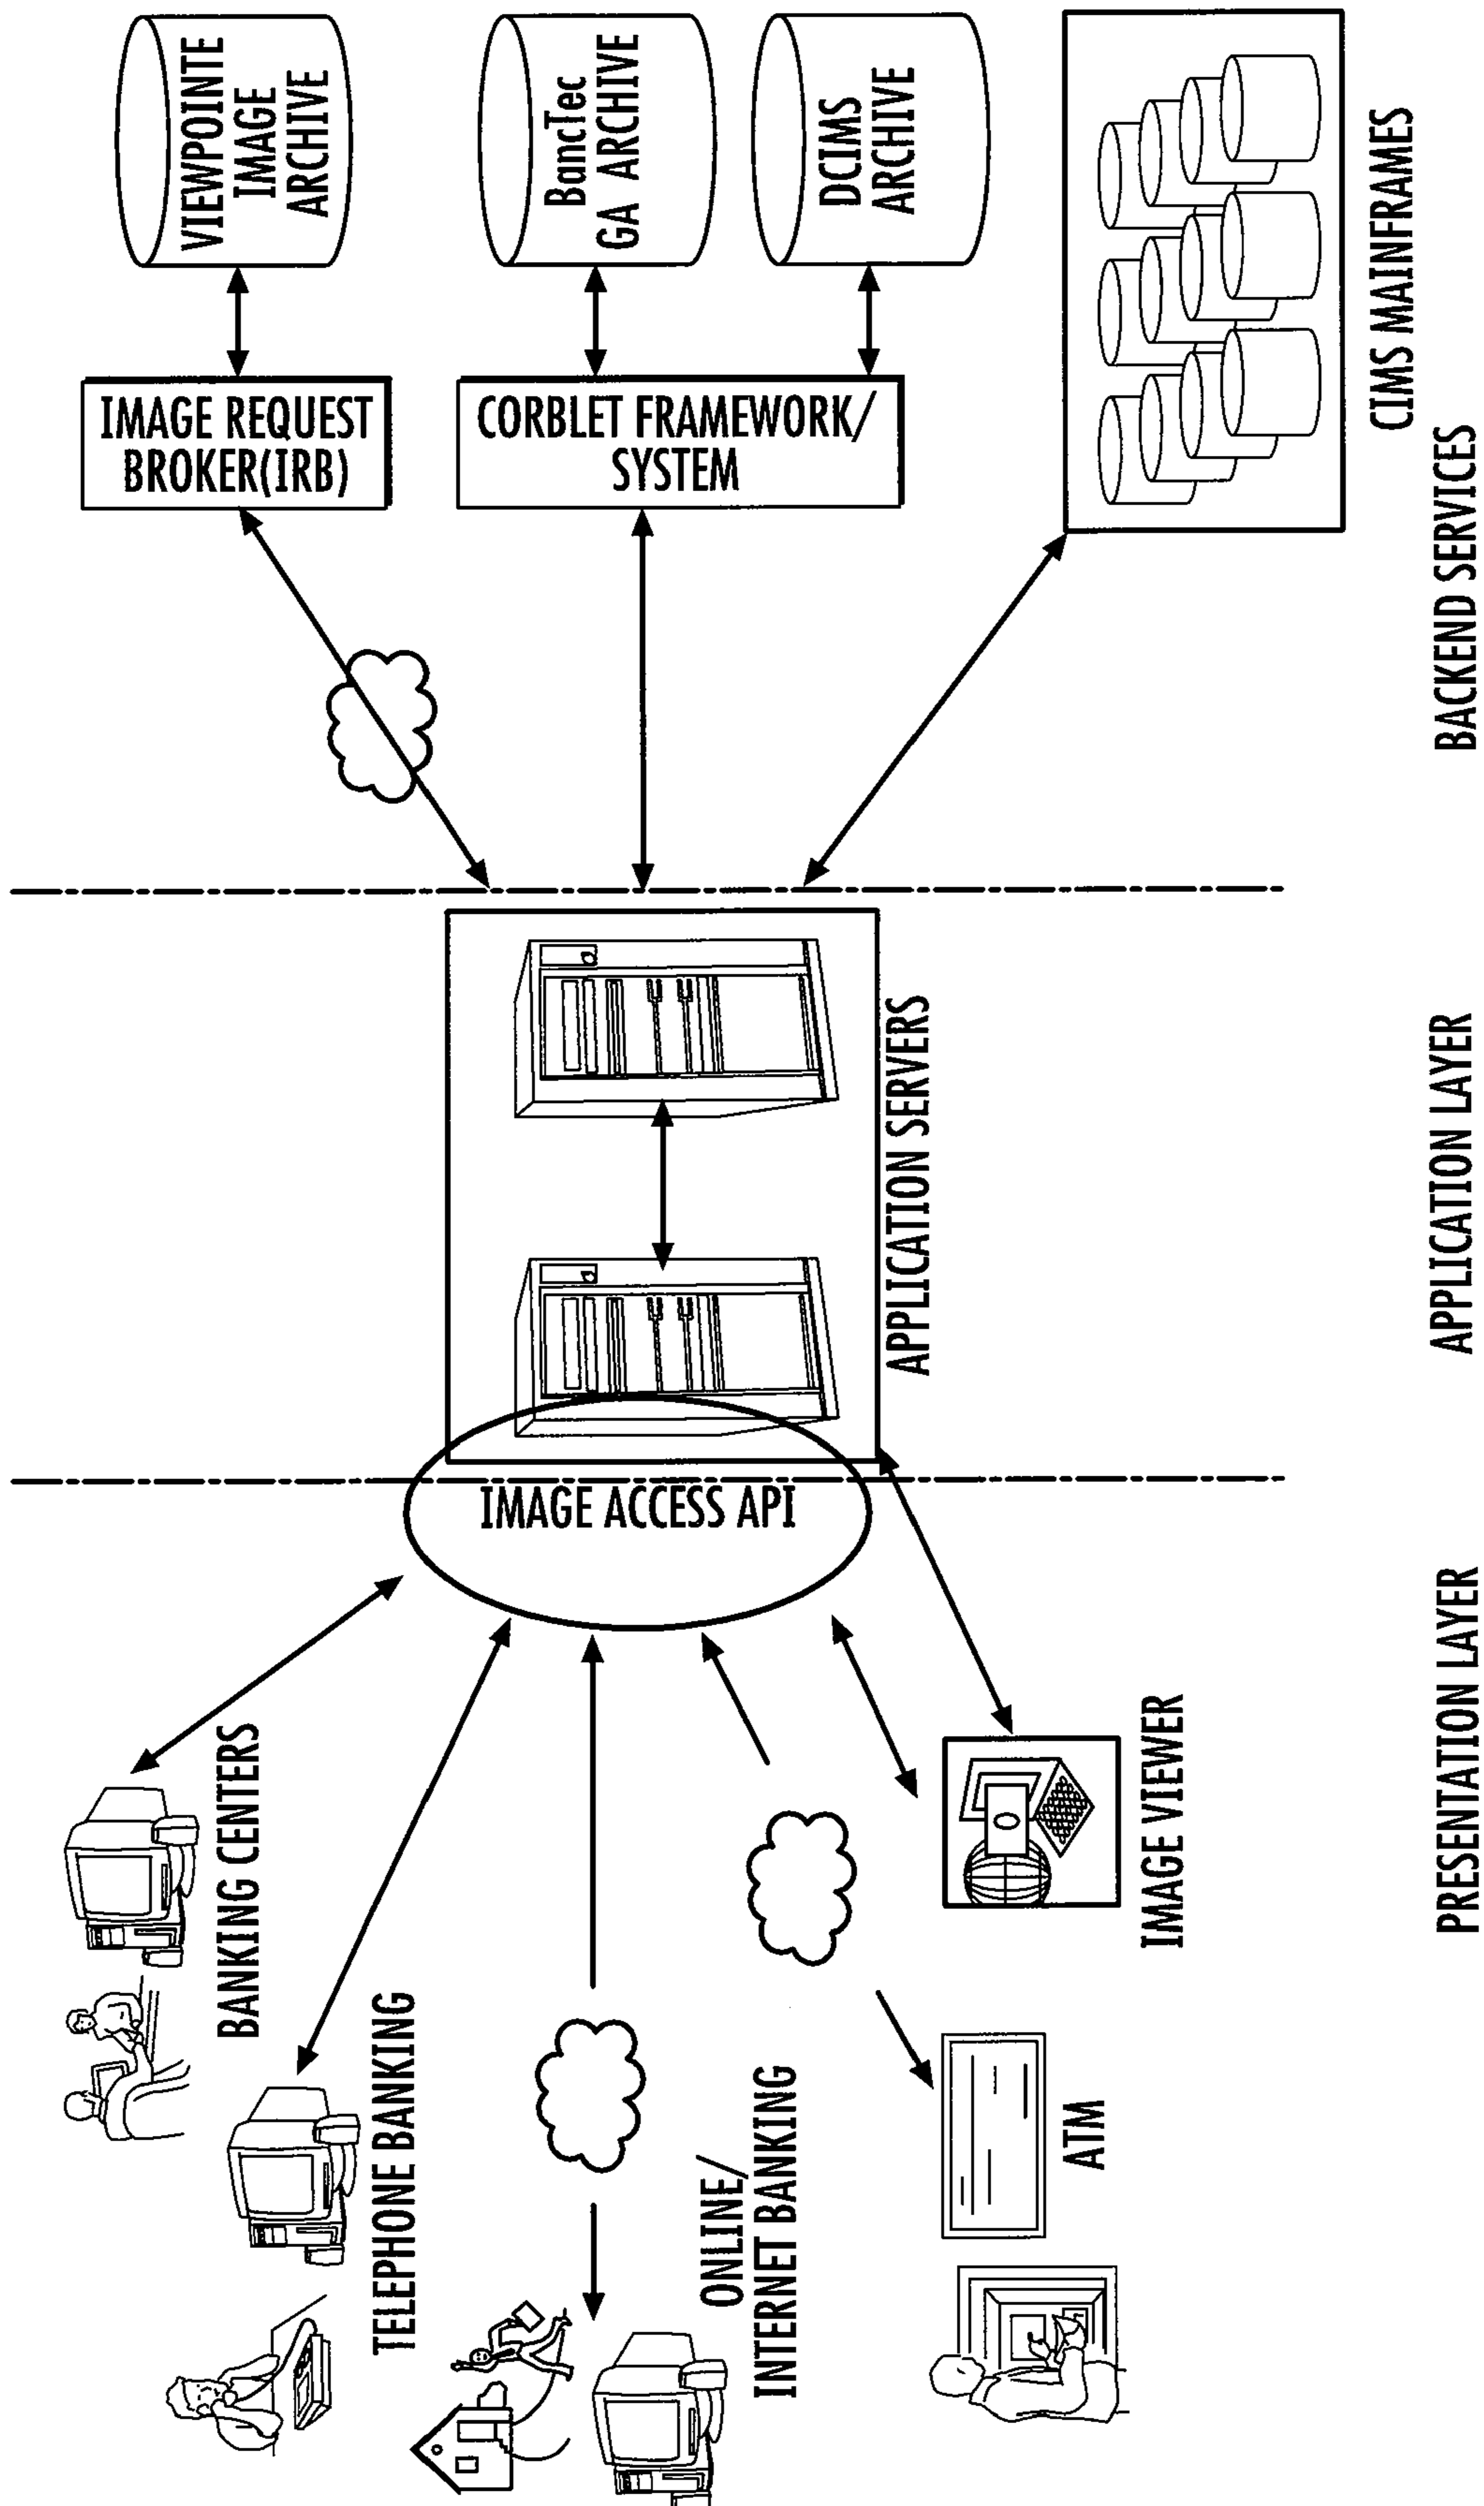 BANKING CENTERS
TELEPHONE BANKING
ONLINE/
INTERNET BANKING
ATM
IMAGE VIEWER
PRESENTATION LAYER
IMAGE ACCESS API
APPLICATION SERVERS
APPLICATION LAYER
IMAGE REQUEST
BROKER(IRB)
CORBLET FRAMEWORK/
SYSTEM
VIEWPOINTE
IMAGE
ARCHIVE
BancTec
GA ARCHIVE
DCIMS
ARCHIVE
CIMS MAINFRAMES
BACKEND SERVICES